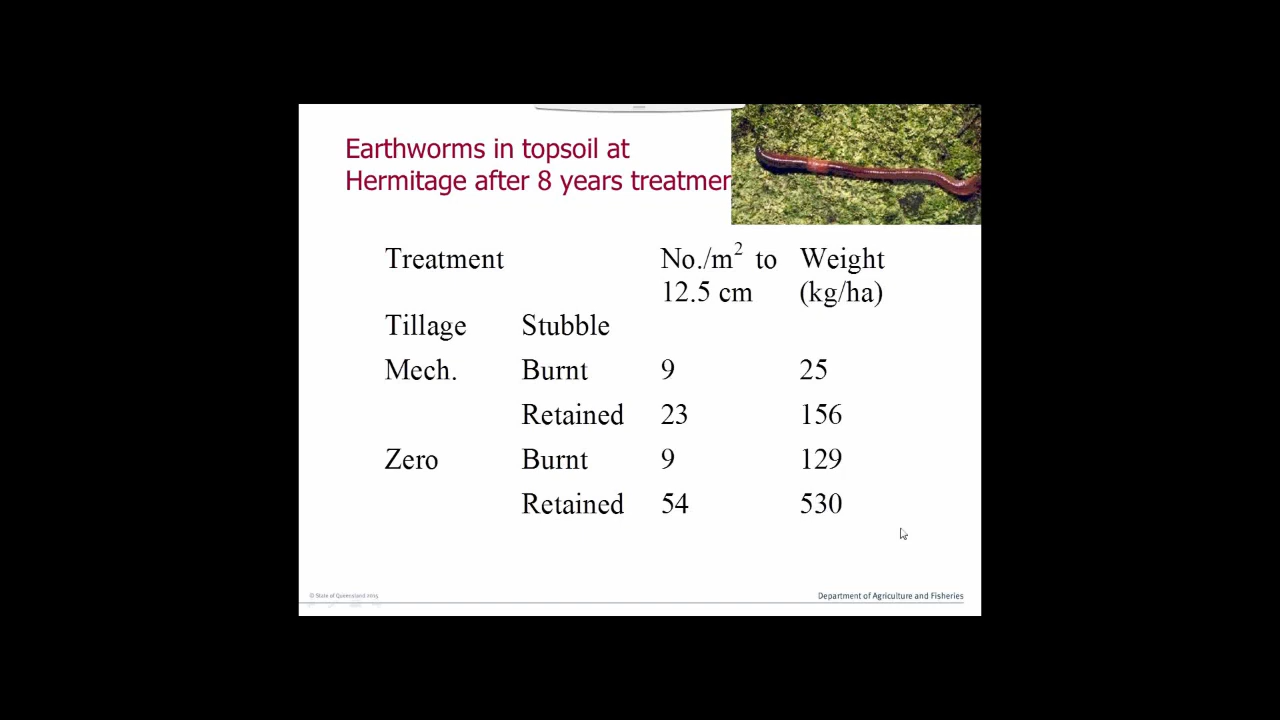 Earthworms in topsoil at
Hermitage after 8 years treatmer
Treatment No./m² to Weight
12.5 cm (kg/ha)
Tillage Stubble
Mech. Burnt 9 25
Retained 23 156
Zero Burnt 9 129
Retained 54 530
© State of Queensland 2015
Department of Agriculture and Fisheries